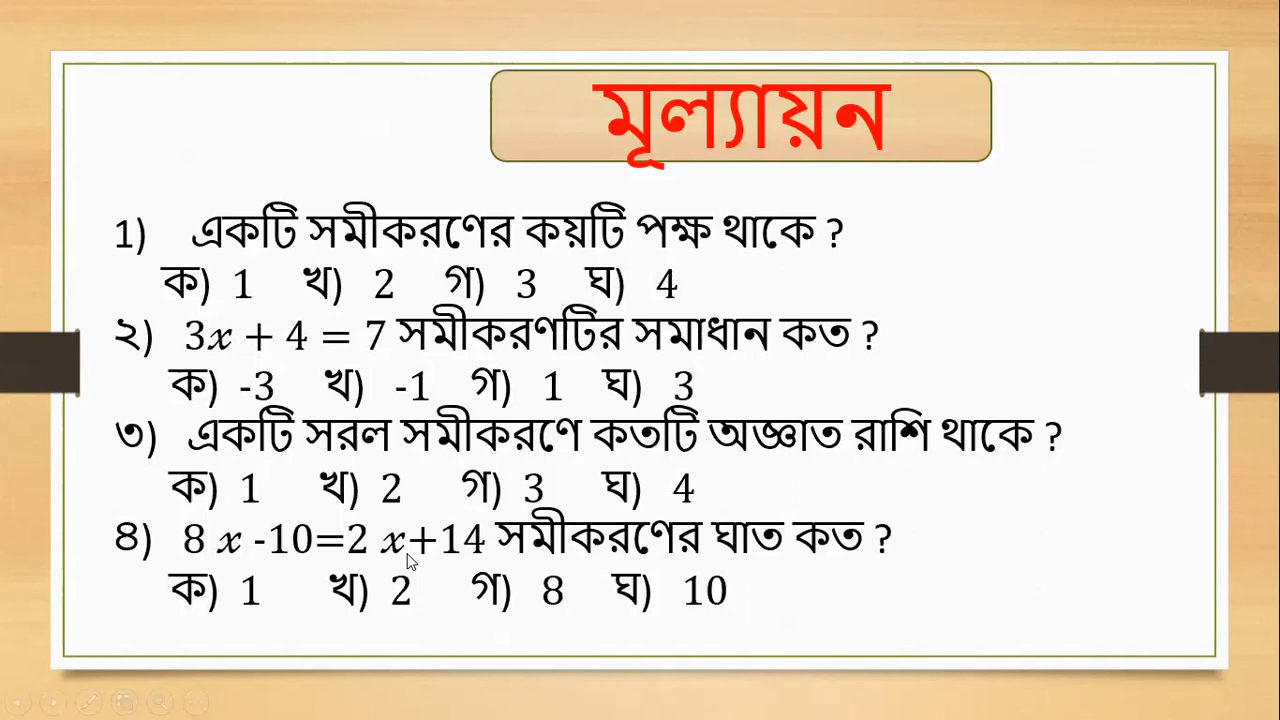 মূল্যায়ন
1) একটি সমীকরণের কয়টি পক্ষ থাকে ?
ক) 1 খ) 2 গ) 3 ঘ) 4
২) 3x + 4 = 7 সমীকরণটির সমাধান কত ?
ক) -3 খ) -1 গ) 1 ঘ) 3
৩) একটি সরল সমীকরণে কতটি অজ্ঞাত রাশি থাকে ?
ক) 1 খ) 2 গ) 3 ঘ) 4
৪) 8 x -10=2 x+14 সমীকরণের ঘাত কত ?
ক) 1 খ) 2 গ) 8 ঘ) 10